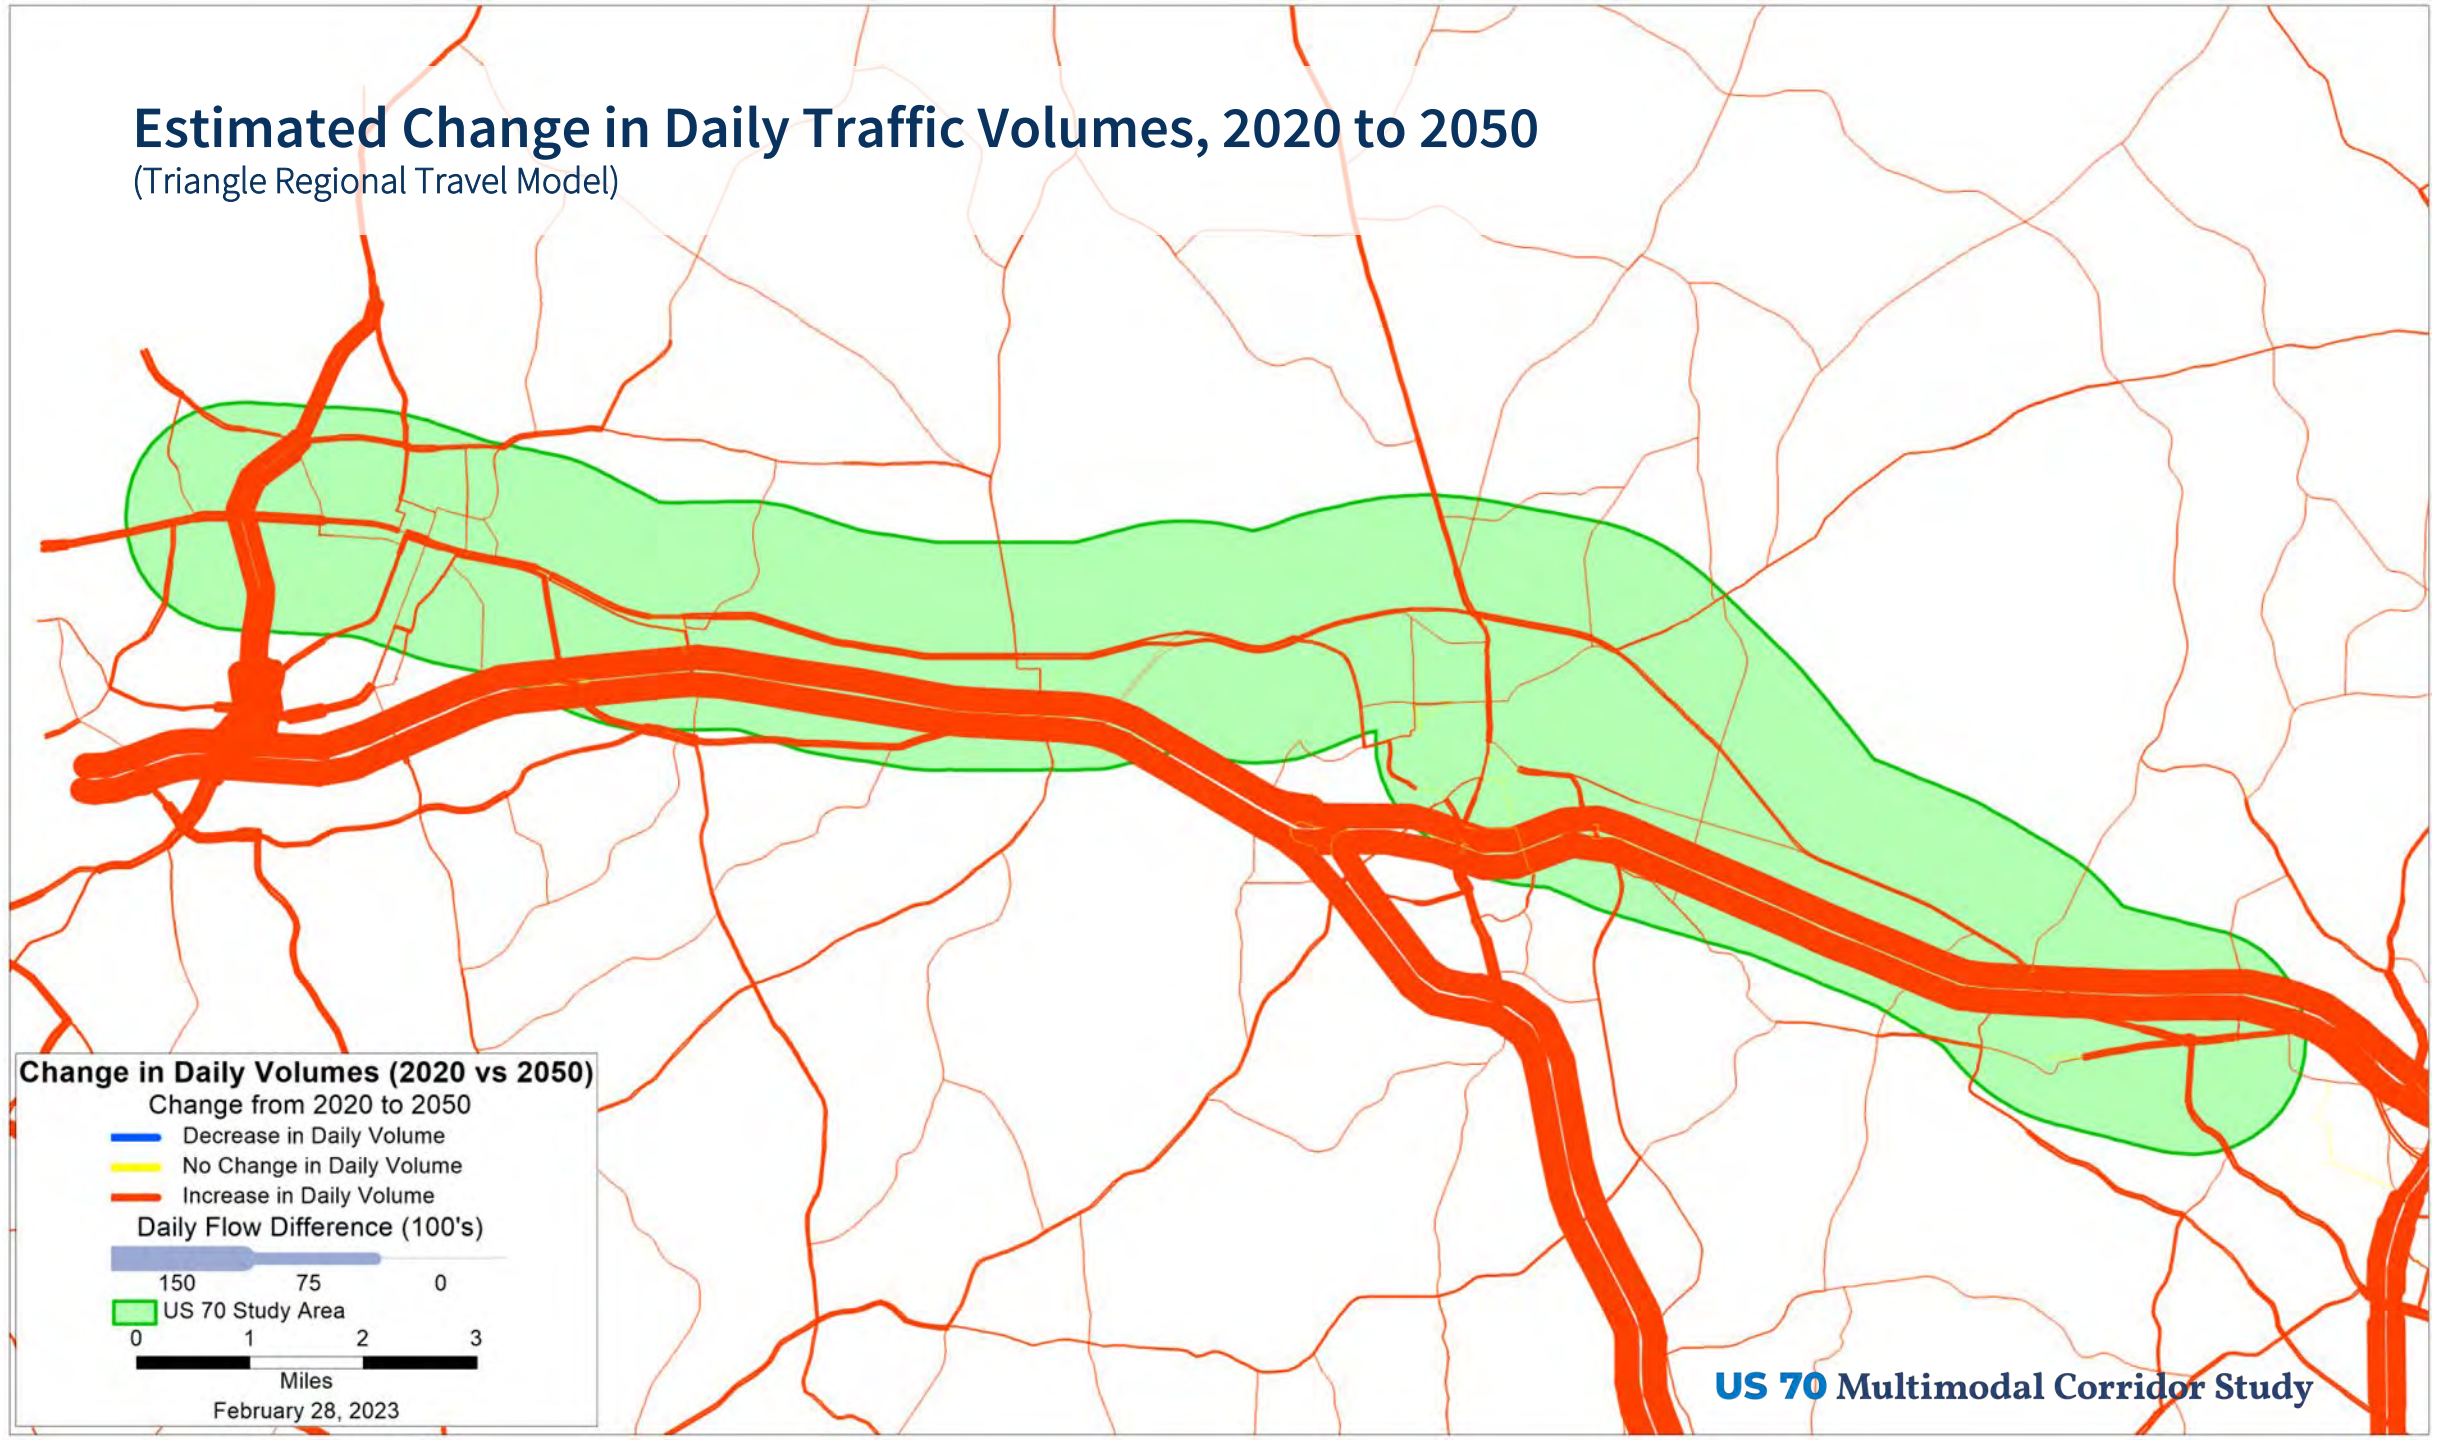 Estimated Change in Daily Traffic Volumes, 2020 to 2050
(Triangle Regional Travel Model)
Change in Daily Volumes (2020 vs 2050)
Change from 2020 to 2050
Decrease in Daily Volume
No Change in Daily Volume
Increase in Daily Volume
Daily Flow Difference (100's)
150 75 0
US 70 Study Area
0 1 2 3
Miles
February 28, 2023
US 70 Multimodal Corridor Study